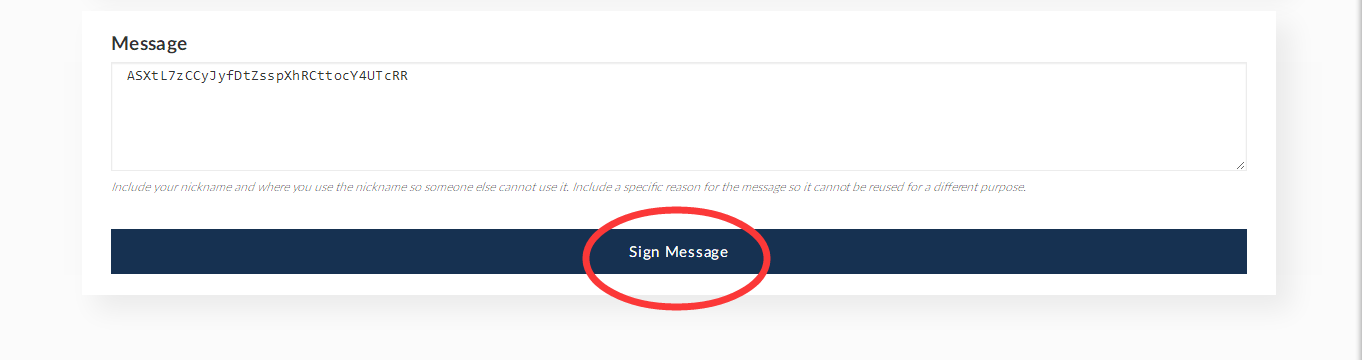 Message
ASXtL7zCCyJyfDtZsspXhRCttocY4UTcRR
Include your nickname and where you use the nickname so someone else cannot use it. Include a specific reason for the message so it cannot be reused for a different purpose.
Sign Message